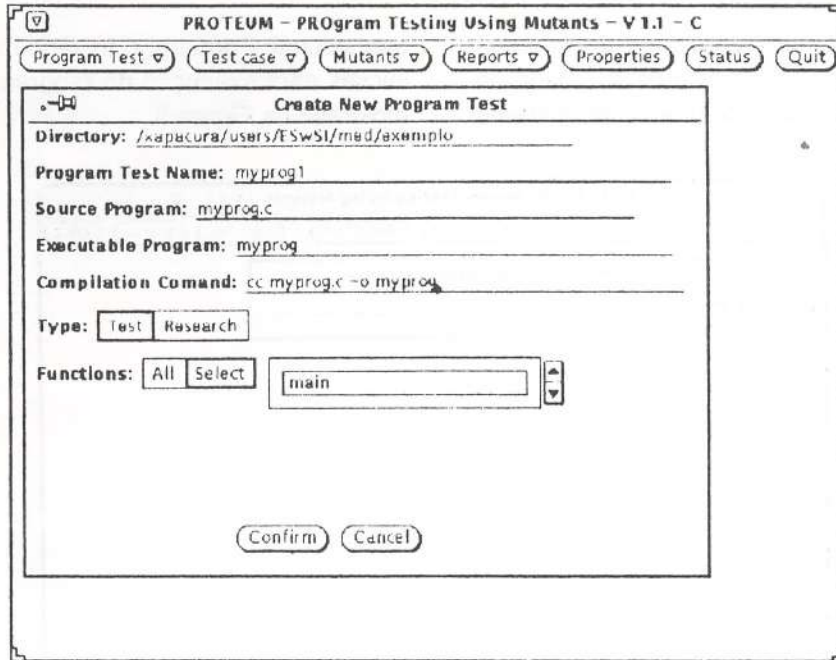 PROTEUM – PROgram TEsting Using Mutants – V 1.1 – C
Program Test Test case Mutants Reports Properties Status Quit
Create New Program Test
Directory: /xapecura/users/ESwSI/med/exemplo
Program Test Name: myprog1
Source Program: myprog.c
Executable Program: myprog
Compilation Comand: cc myprog.c -o myprog
Type: Test Research
Functions: All Select main
Confirm Cancel